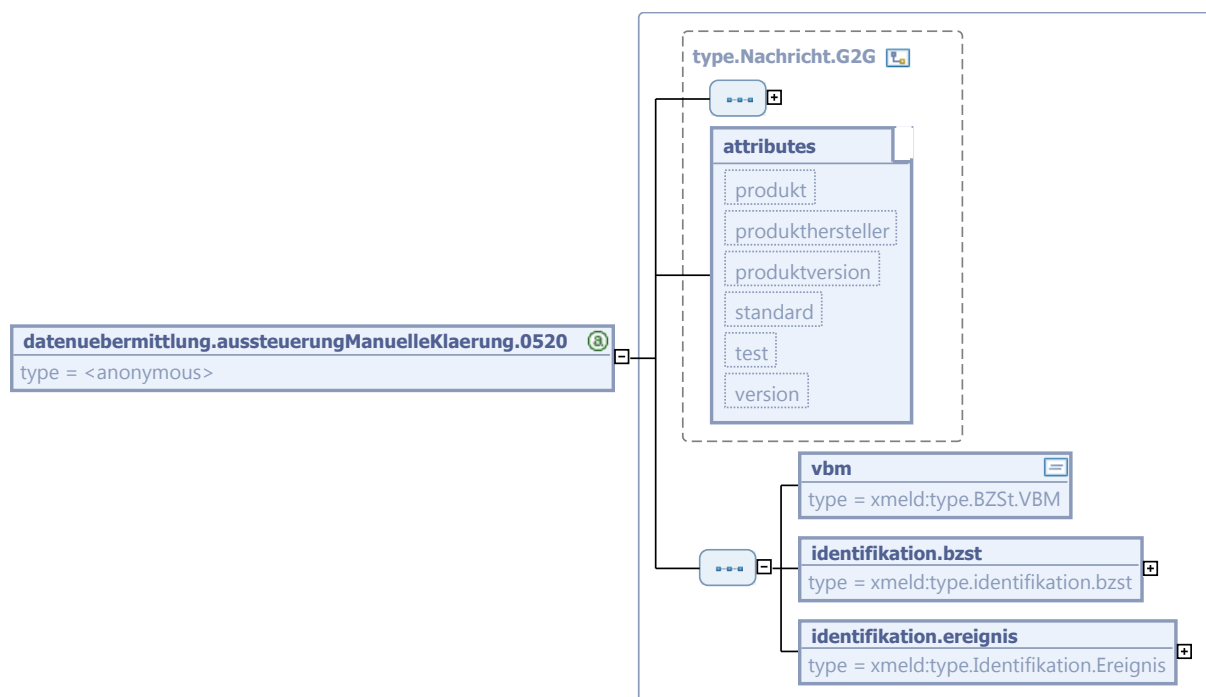 type.Nachricht.G2G
attributes
produkt
produkthersteller
produktversion
standard
test
version
datenuebermittlung.aussteuerungManuelleKlaerung.0520
type = <anonymous>
vbm
type = xmeld:type.BZSt.VBM
identifikation.bzst
type = xmeld:type.identifikation.bzst
identifikation.ereignis
type = xmeld:type.Identifikation.Ereignis